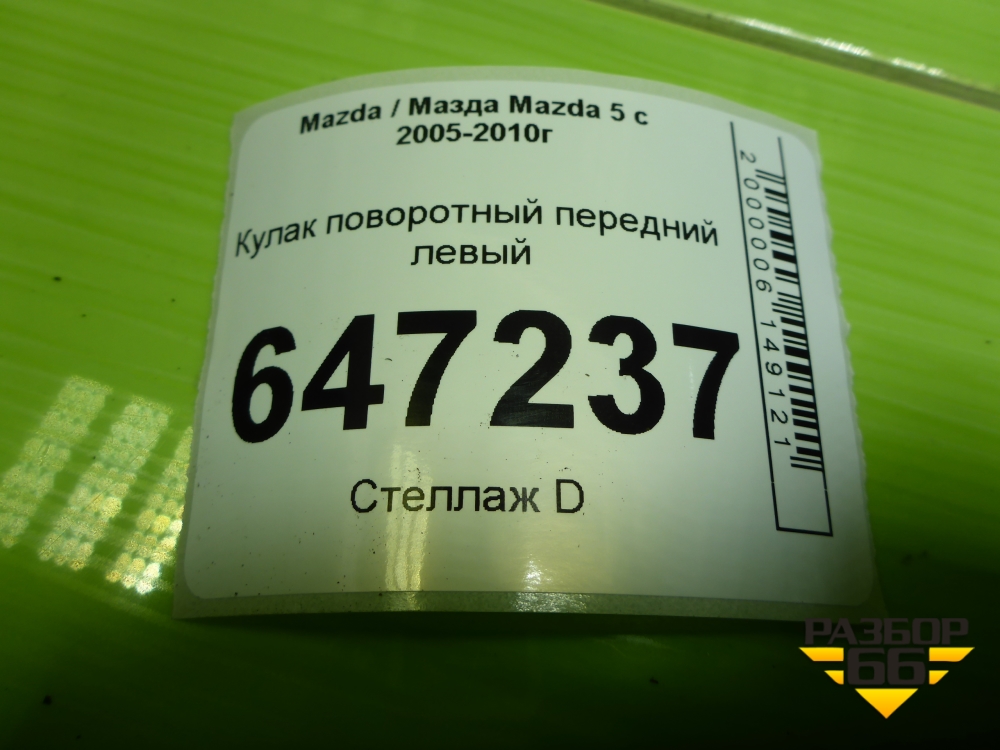 Mazda / Мазда Mazda 5 с
2005-2010г
Кулак поворотный передний
левый
647237
Стеллаж D
2000006149121
РАЗБОР
66